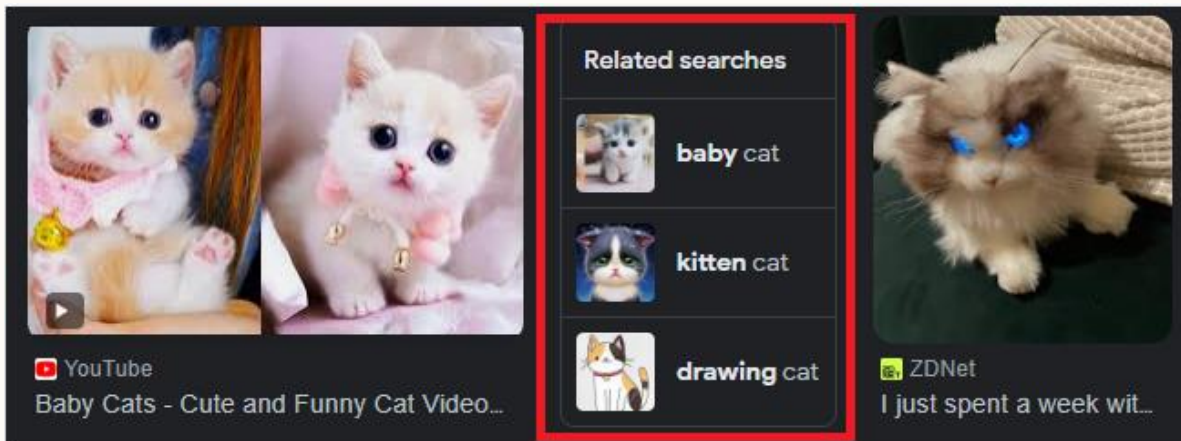 YouTube
Baby Cats - Cute and Funny Cat Video...
Related searches
baby cat
kitten cat
drawing cat
ZDNet
I just spent a week wit...